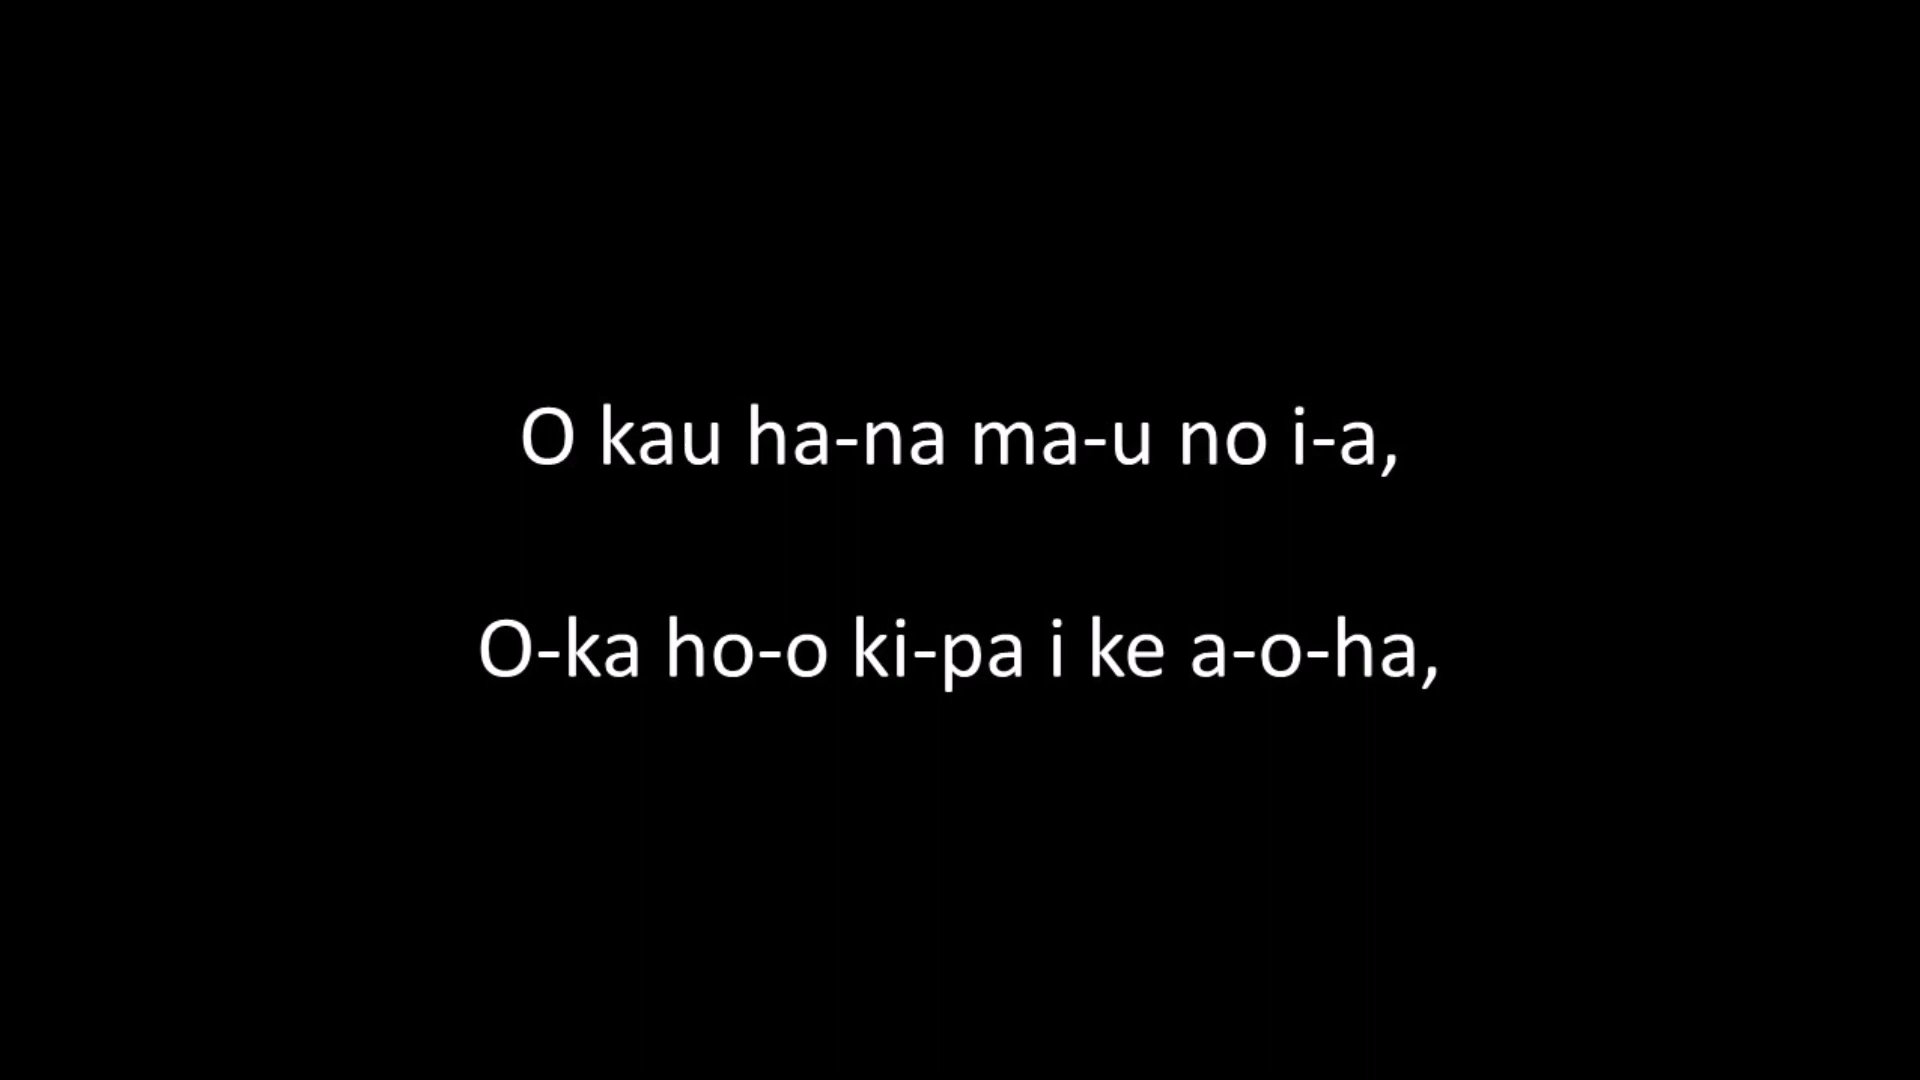 O kau ha-na ma-u no i-a,
O-ka ho-o ki-pa i ke a-o-ha,